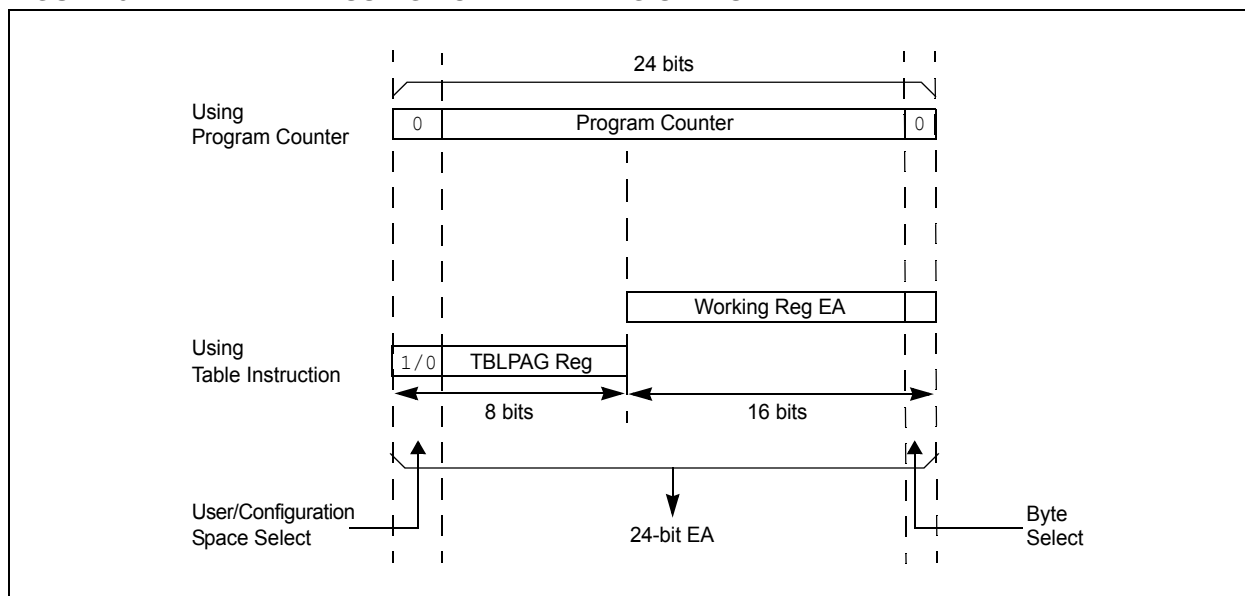 24 bits
Using
Program Counter
0
Program Counter
0
Working Reg EA
Using
Table Instruction
1/0
TBLPAG Reg
8 bits
16 bits
User/Configuration
Space Select
24-bit EA
Byte
Select